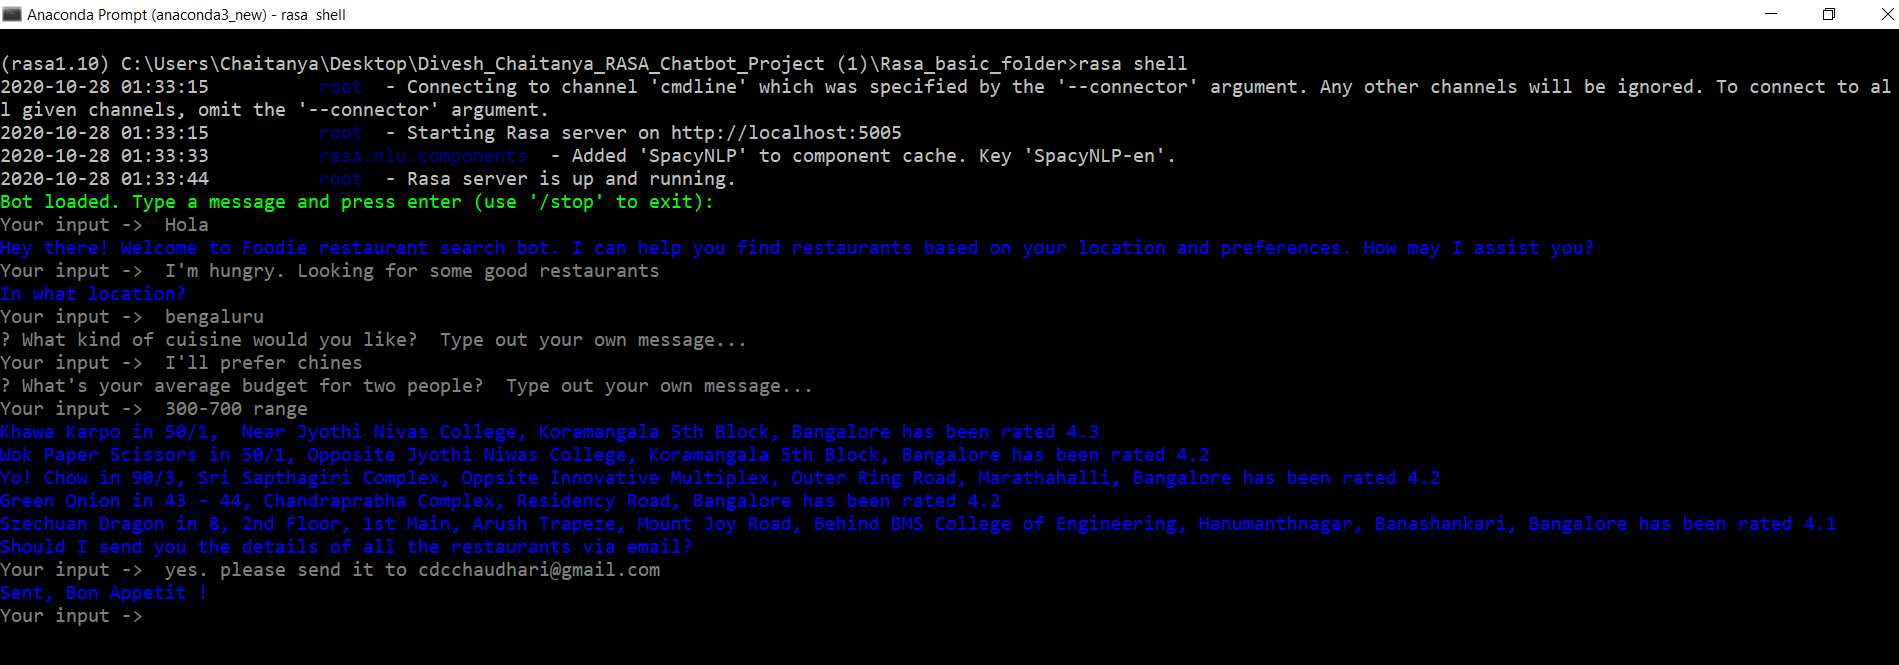 Anaconda Prompt (anaconda3_new) - rasa  shell
(rasa1.10) C:\Users\Chaitanya\Desktop\Divesh_Chaitanya_RASA_Chatbot_Project (1)\Rasa_basic_folder>rasa shell
2020-10-28 01:33:15          root  - Connecting to channel 'cmdline' which was specified by the '--connector' argument. Any other channels will be ignored. To connect to al
l given channels, omit the '--connector' argument.
2020-10-28 01:33:15          root  - Starting Rasa server on http://localhost:5005
2020-10-28 01:33:33          rasa.nlu.components  - Added 'SpacyNLP' to component cache. Key 'SpacyNLP-en'.
2020-10-28 01:33:44          root  - Rasa server is up and running.
Bot loaded. Type a message and press enter (use '/stop' to exit):
Your input ->  Hola
Hey there! Welcome to Foodie restaurant search bot. I can help you find restaurants based on your location and preferences. How may I assist you?
Your input ->  I'm hungry. Looking for some good restaurants
In what location?
Your input ->  bengaluru
? What kind of cuisine would you like?  Type out your own message...
Your input ->  I'll prefer chines
? What's your average budget for two people?  Type out your own message...
Your input ->  300-700 range
Khawa Karpo in 50/1,  Near Jyothi Nivas College, Koramangala 5th Block, Bangalore has been rated 4.3
Wok Paper Scissors in 50/1, Opposite Jyothi Niwas College, Koramangala 5th Block, Bangalore has been rated 4.2
Yo! Chow in 90/3, Sri Sapthagiri Complex, Oppsite Innovative Multiplex, Outer Ring Road, Marathahalli, Bangalore has been rated 4.2
Green Onion in 43 - 44, Chandraprabha Complex, Residency Road, Bangalore has been rated 4.2
Szechuan Dragon in 8, 2nd Floor, 1st Main, Arush Trapeze, Mount Joy Road, Behind BMS College of Engineering, Hanumanthnagar, Banashankari, Bangalore has been rated 4.1
Should I send you the details of all the restaurants via email?
Your input ->  yes. please send it to cdcchaudhari@gmail.com
Sent, Bon Appetit !
Your input ->